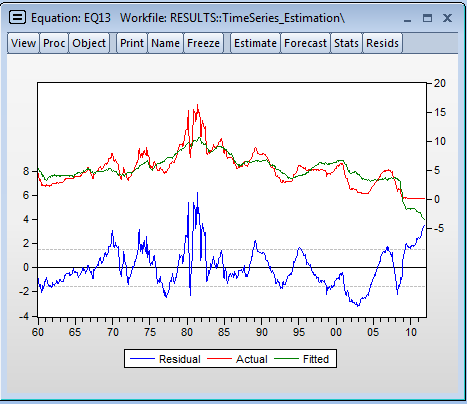 Equation: EQ13 Workfile: RESULTS::TimeSeries_Estimation\
View Proc Object Print Name Freeze Estimate Forecast Stats Resids
20
15
10
8 5
6
4 0
2 -5
0
-2
-4
60 65 70 75 80 85 90 95 00 05 10
Residual Actual Fitted